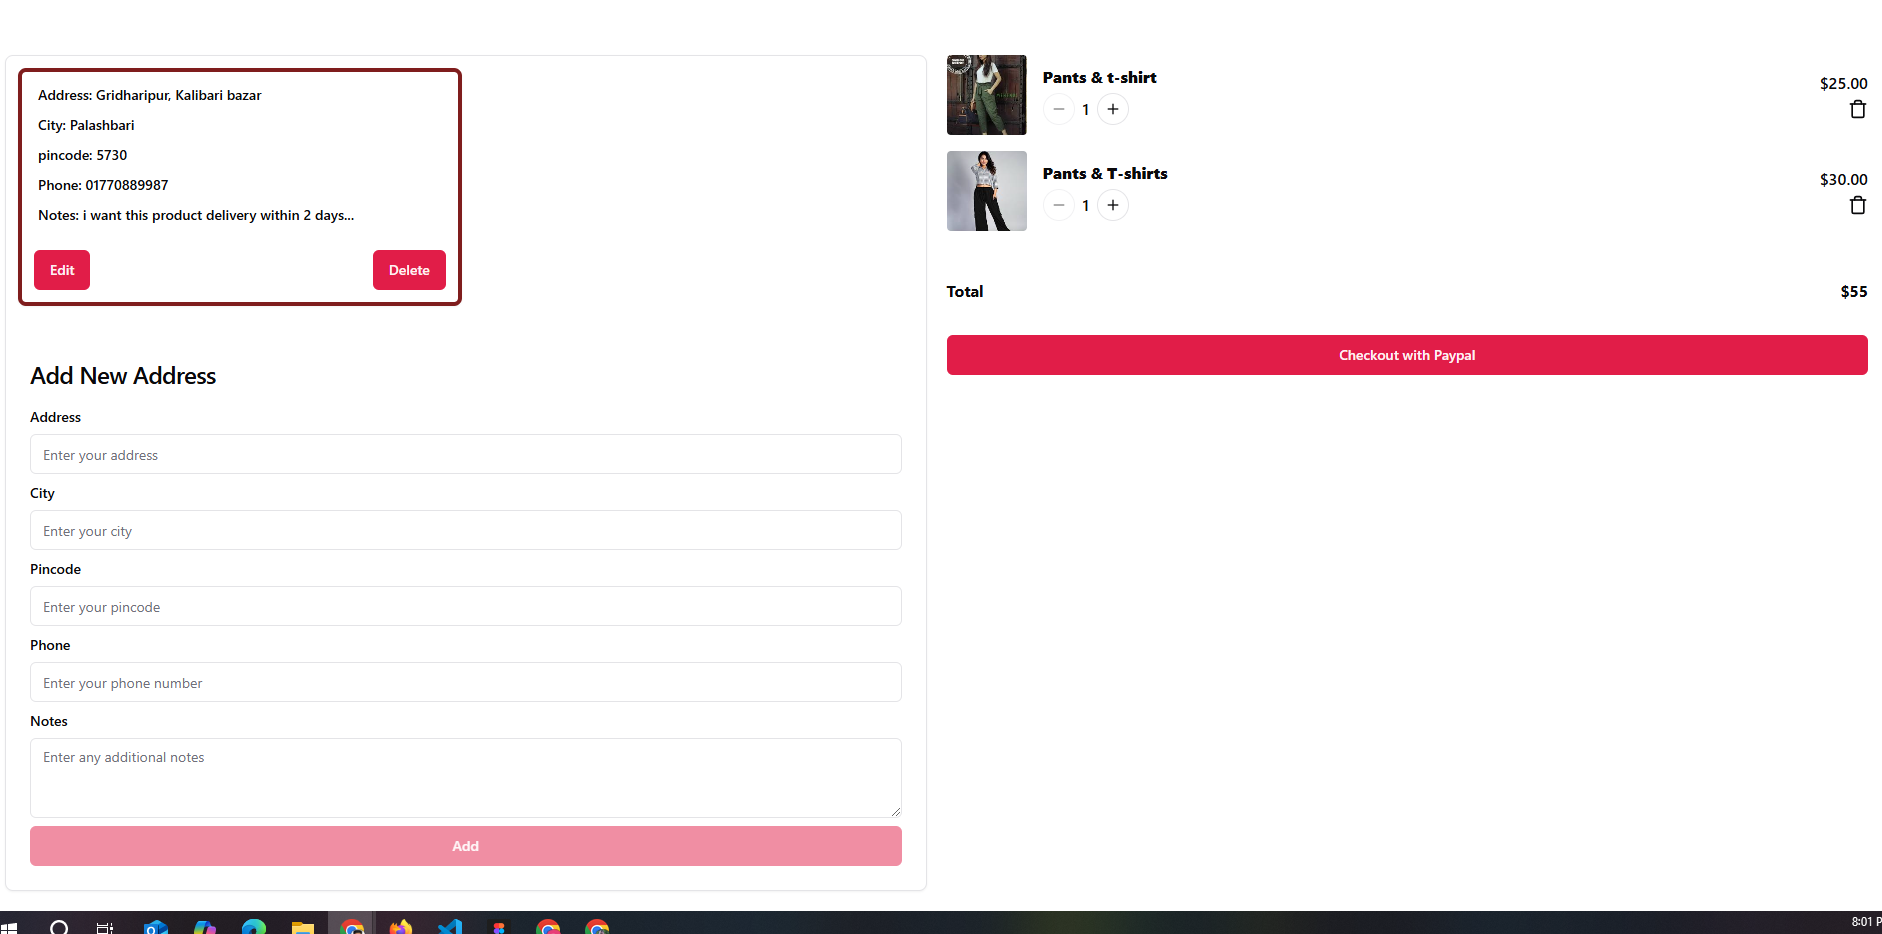 Address: Gridharipur, Kalibari bazar
City: Palashbari
pincode: 5730
Phone: 01770889987
Notes: i want this product delivery within 2 days...
Edit
Delete
Add New Address
Address
Enter your address
City
Enter your city
Pincode
Enter your pincode
Phone
Enter your phone number
Notes
Enter any additional notes
Add
Pants & t-shirt
$25.00
1
Pants & T-shirts
$30.00
1
Total
$55
Checkout with Paypal
8:01 P